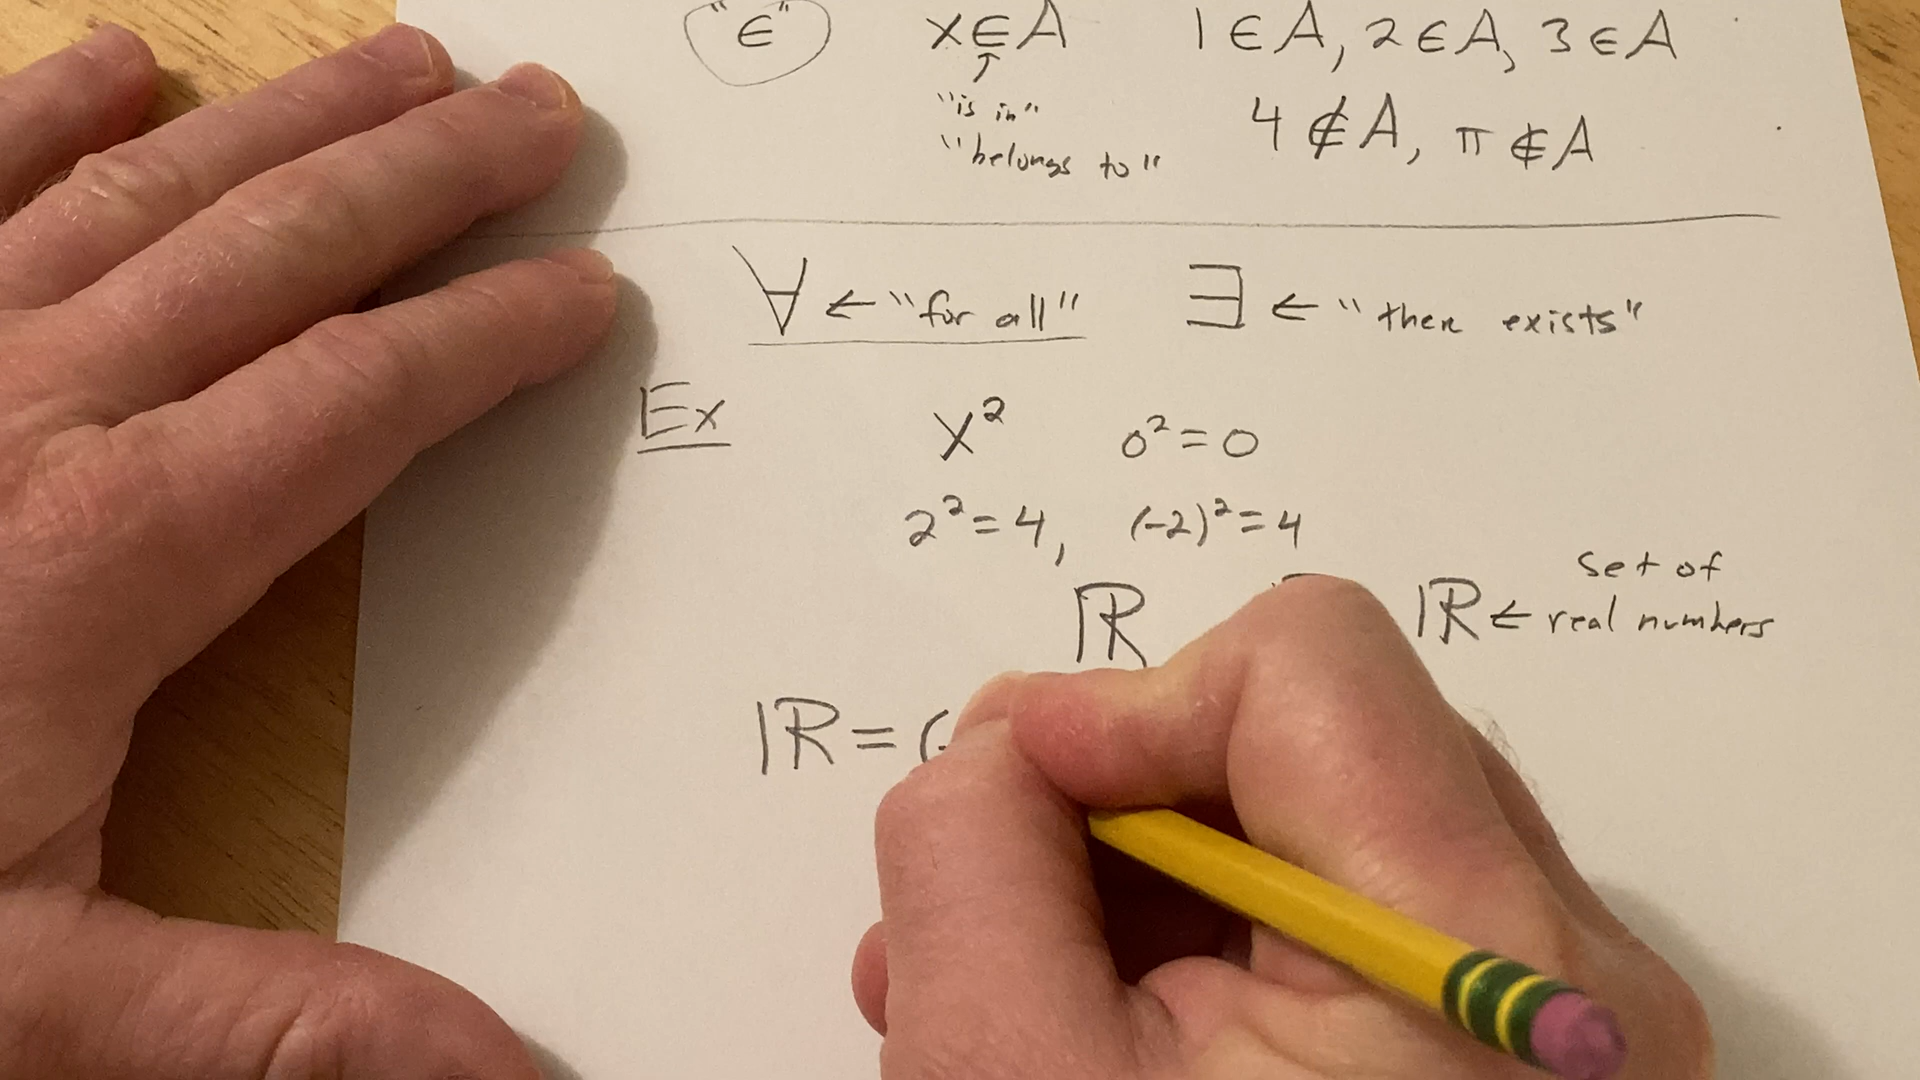 "∈" x∈A 1∈A, 2∈A, 3∈A
↑
"is in" 4∉A, π∉A
"belongs to"
∀ ← "for all" ∃ ← "there exists"
Ex x² 0²=0
2²=4, (-2)²=4
set of
ℝ ℝ ← real numbers
ℝ = (-